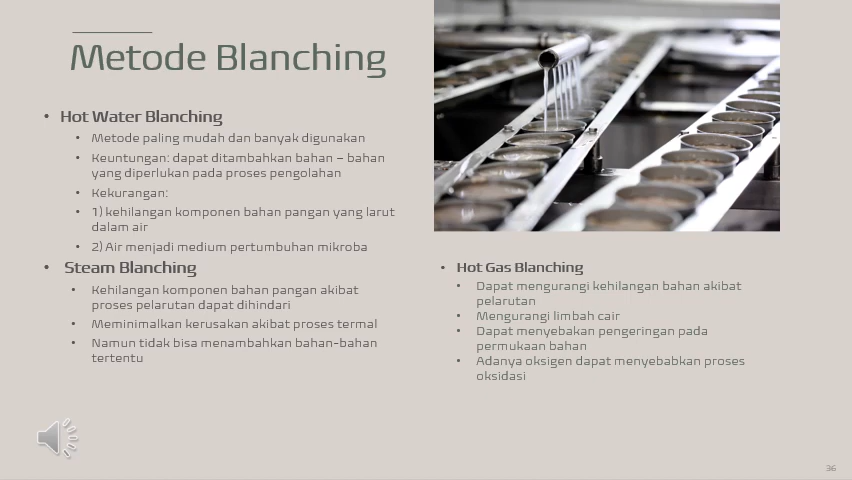 Metode Blanching
• Hot Water Blanching
• Metode paling mudah dan banyak digunakan
• Keuntungan: dapat ditambahkan bahan – bahan
yang diperlukan pada proses pengolahan
• Kekurangan:
• 1) kehilangan komponen bahan pangan yang larut
dalam air
• 2) Air menjadi medium pertumbuhan mikroba
• Steam Blanching
• Kehilangan komponen bahan pangan akibat
proses pelarutan dapat dihindari
• Meminimalkan kerusakan akibat proses termal
• Namun tidak bisa menambahkan bahan-bahan
tertentu
• Hot Gas Blanching
• Dapat mengurangi kehilangan bahan akibat
pelarutan
• Mengurangi limbah cair
• Dapat menyebakan pengeringan pada
permukaan bahan
• Adanya oksigen dapat menyebabkan proses
oksidasi
36